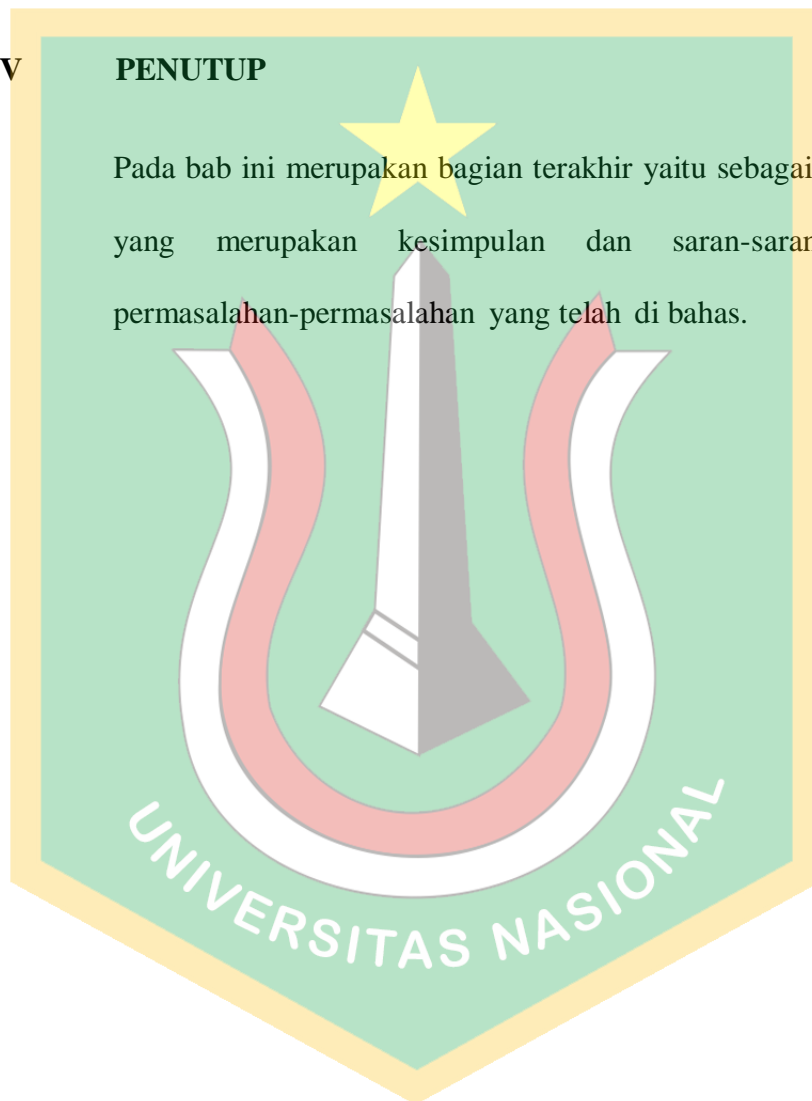 V PENUTUP
Pada bab ini merupakan bagian terakhir yaitu sebagai
yang merupakan kesimpulan dan saran-saran
permasalahan-permasalahan yang telah di bahas.
UNIVERSITAS NASIONAL